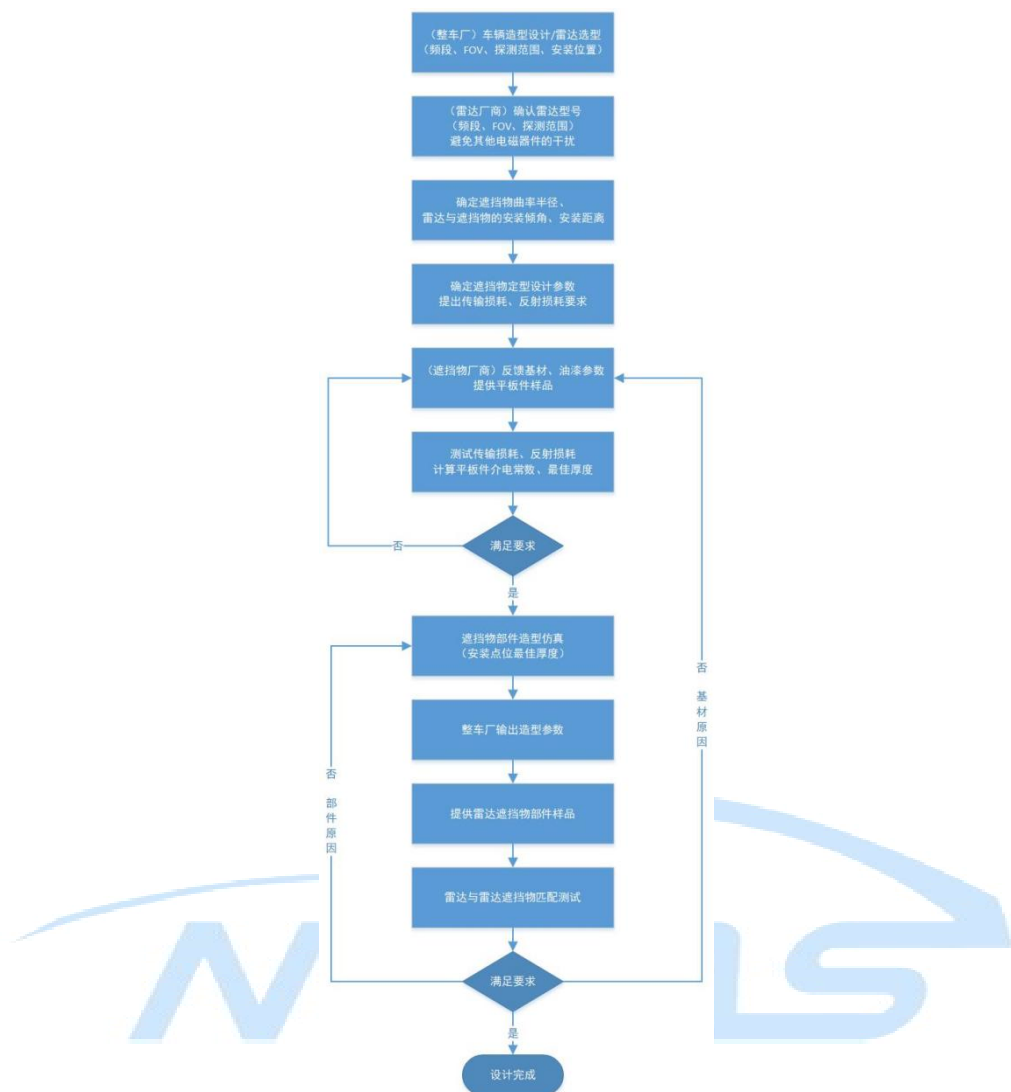 (整车厂)车辆造型设计/雷达选型
(频段、FOV、探测范围、安装位置)
(雷达厂商)确认雷达型号
(频段、FOV、探测范围)
避免其他电磁器件的干扰
确定遮挡物曲率半径、
雷达与遮挡物的安装倾角、安装距离
确定遮挡物定型设计参数
提出传输损耗、反射损耗要求
(遮挡物厂商)反馈基材、油漆参数
提供平板件样品
测试传输损耗、反射损耗
计算平板件介电常数、最佳厚度
满足要求
否
是
遮挡物部件造型仿真
(安装点位最佳厚度)
否 基材原因
整车厂输出造型参数
否 部件原因
提供雷达遮挡物部件样品
雷达与雷达遮挡物匹配测试
满足要求
是
设计完成